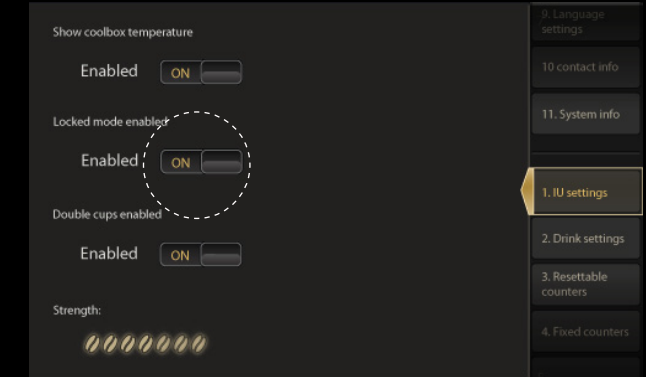 Show coolbox temperature
Enabled
ON
Locked mode enabled
Enabled
ON
Double cups enabled
Enabled
ON
Strength:
9. Language
settings
10 contact info
11. System info
1. IU settings
2. Drink settings
3. Resettable
counters
4. Fixed counters